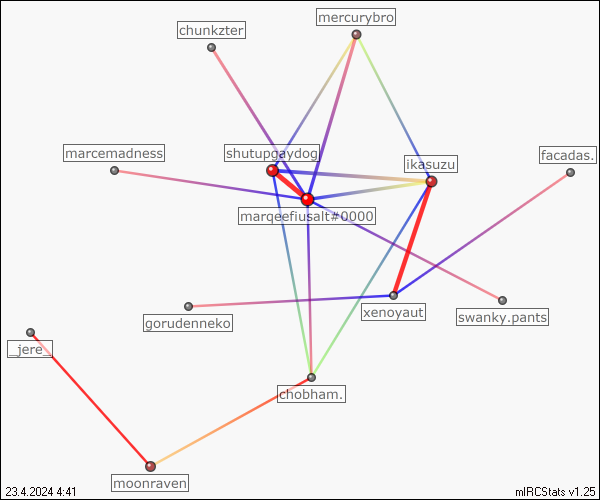 mercurybro
chunkzter
marcemadness
shutupgaydog
ikasuzu
facadas.
marqeefiusalt#0000
gorudenneko
xenoyaut
swanky.pants
_jere_
chobham.
moonraven
23.4.2024 4:41
mIRCStats v1.25